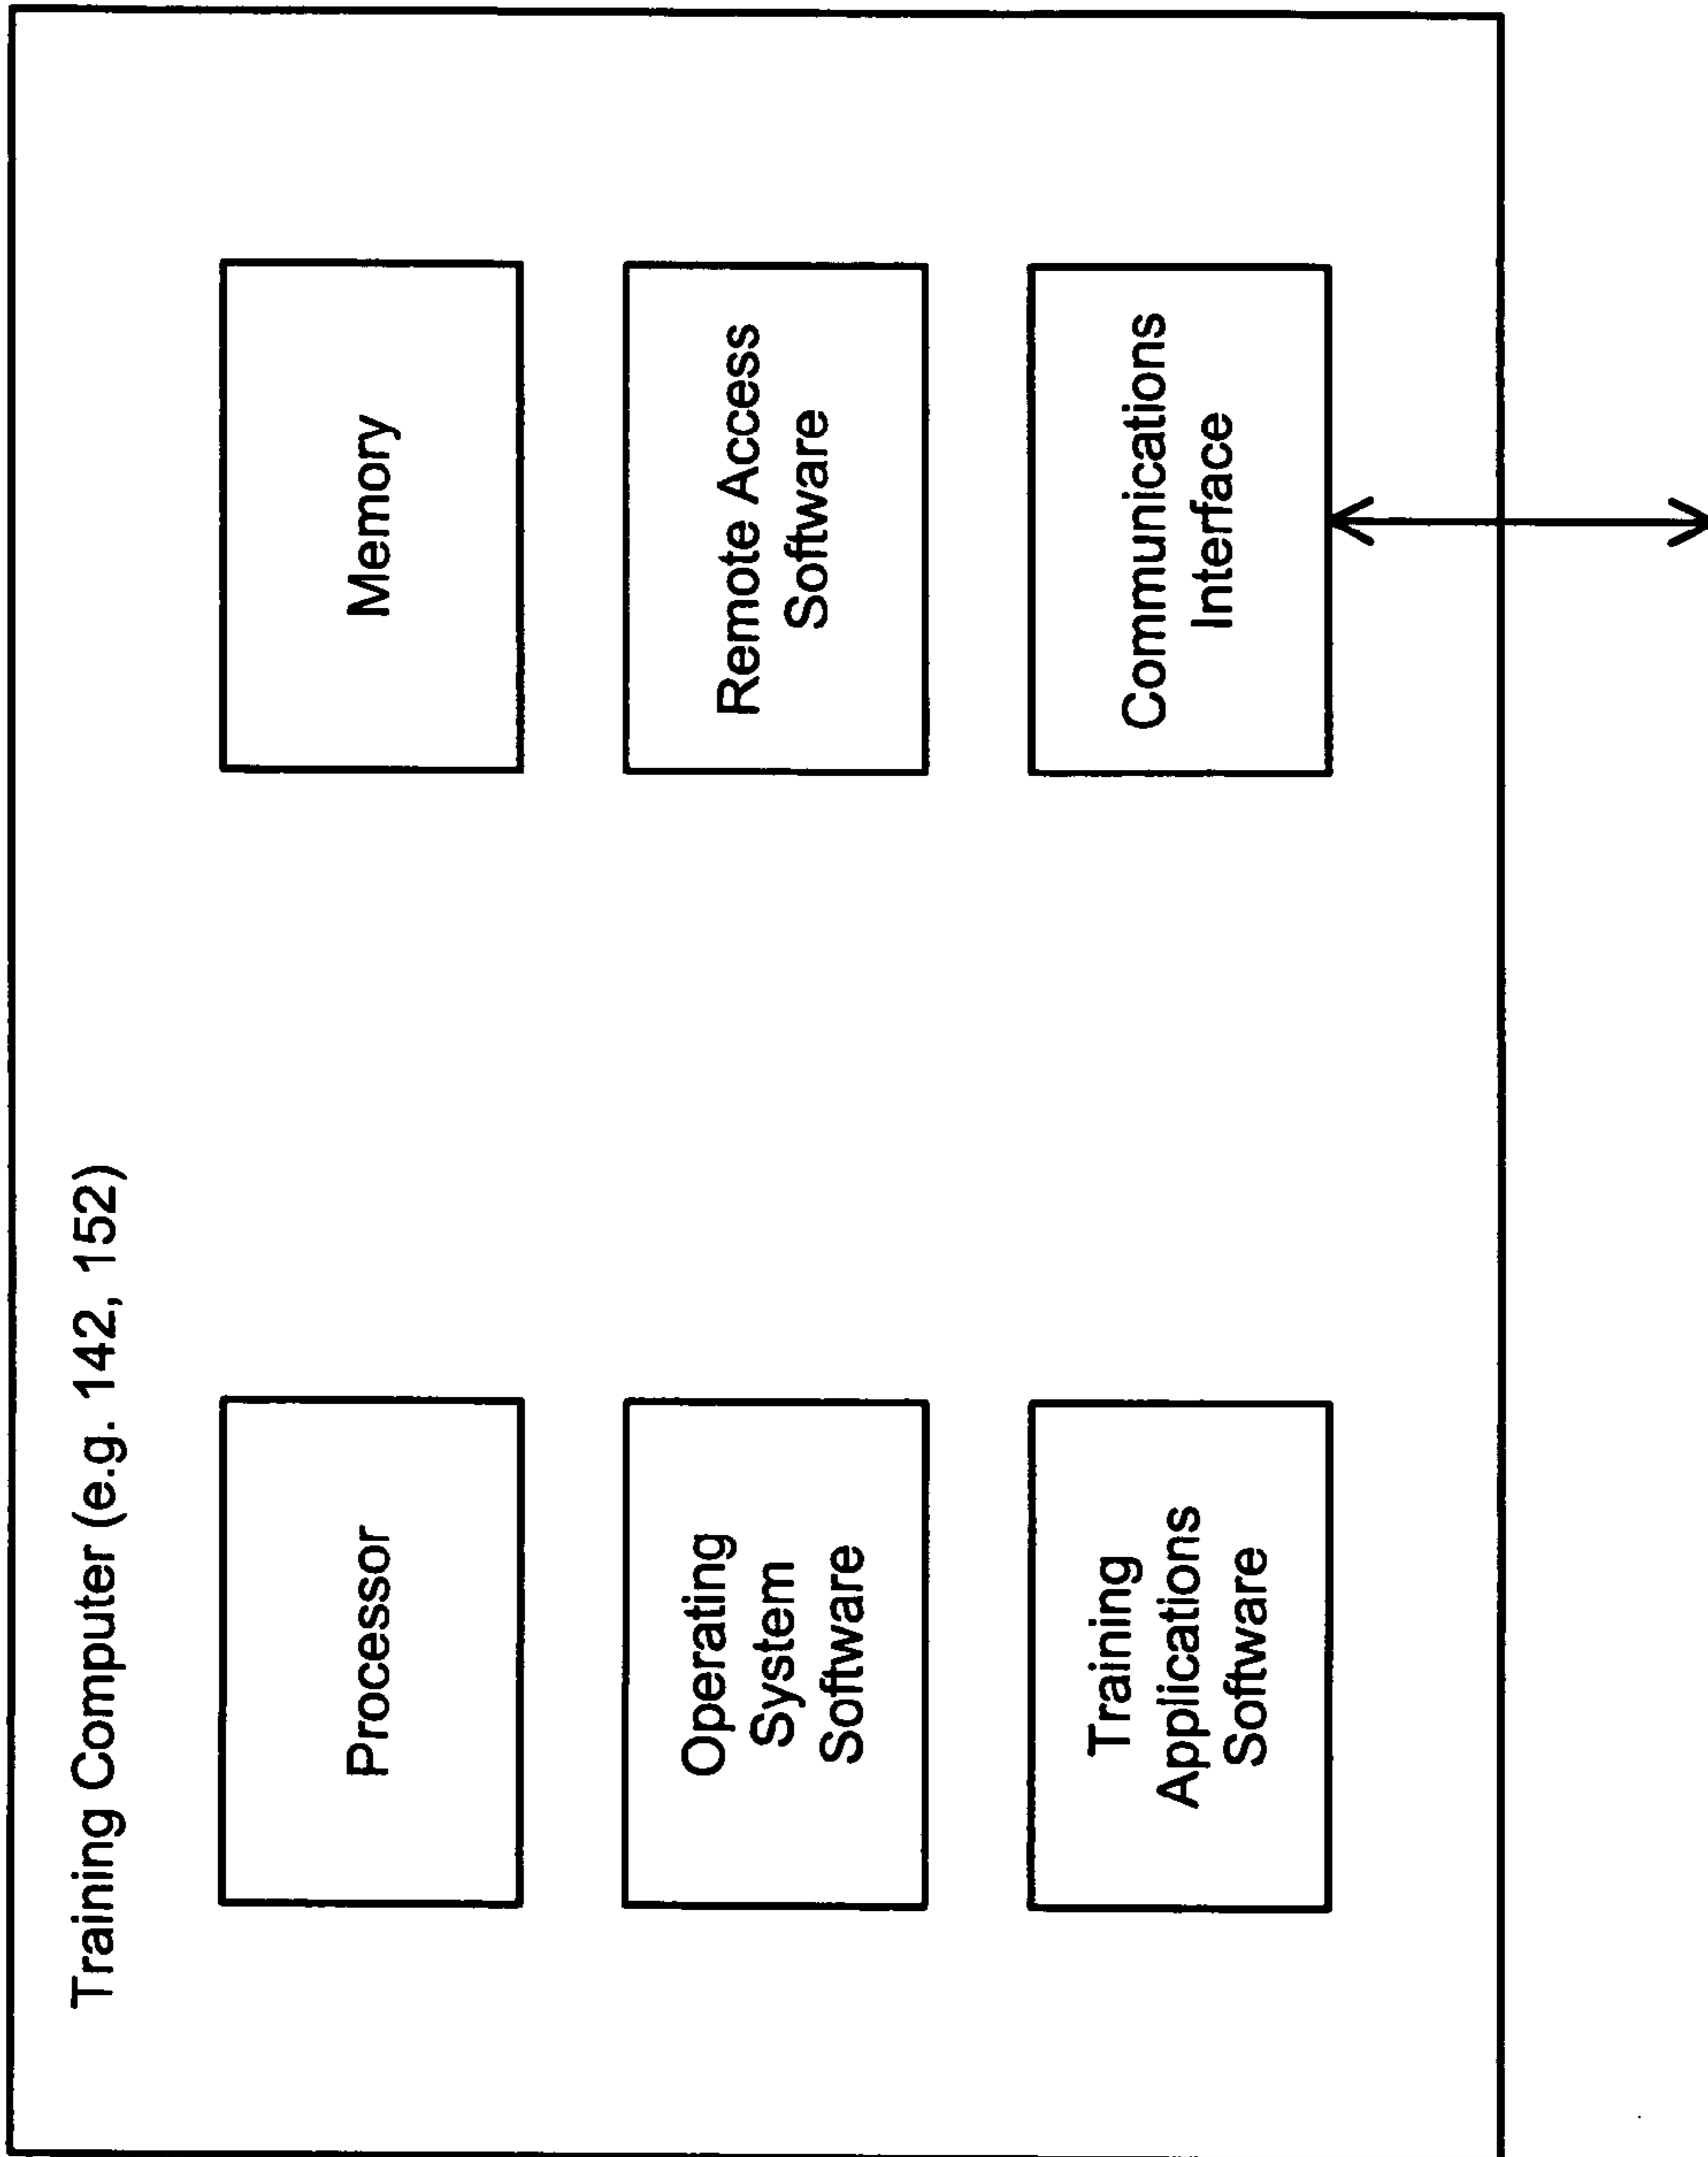 Training Computer (e.g. 142, 152)
Processor
Memory
Operating
System
Software
Remote Access
Software
Training
Applications
Software
Communications
Interface